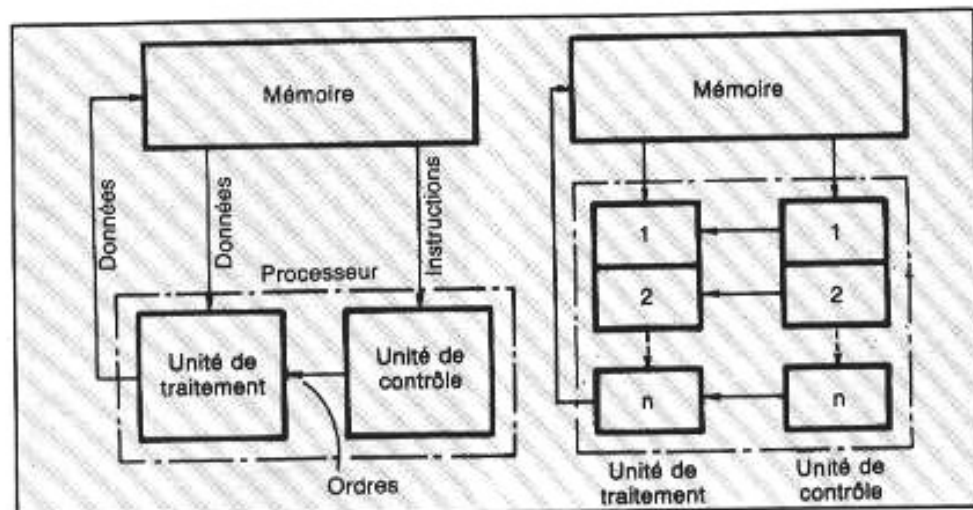 Mémoire
Données
Données
Instructions
Processeur
Unité de
traitement
Unité de
contrôle
Ordres
Mémoire
1
1
2
2
n
n
Unité de
traitement
Unité de
contrôle